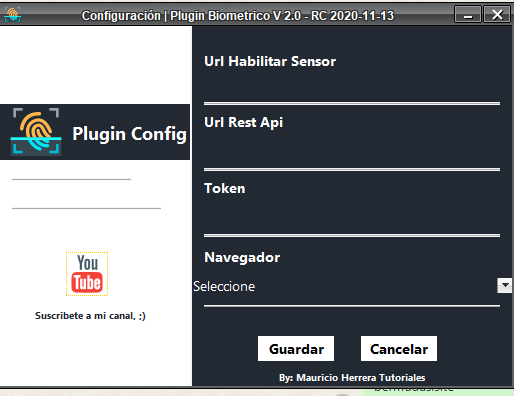 Configuración | Plugin Biometrico V 2.0 - RC 2020-11-13
Url Habilitar Sensor
Url Rest Api
Plugin Config
Token
Navegador
Seleccione
You
Tube
Suscribete a mi canal, ;)
Guardar
Cancelar
By: Mauricio Herrera Tutoriales